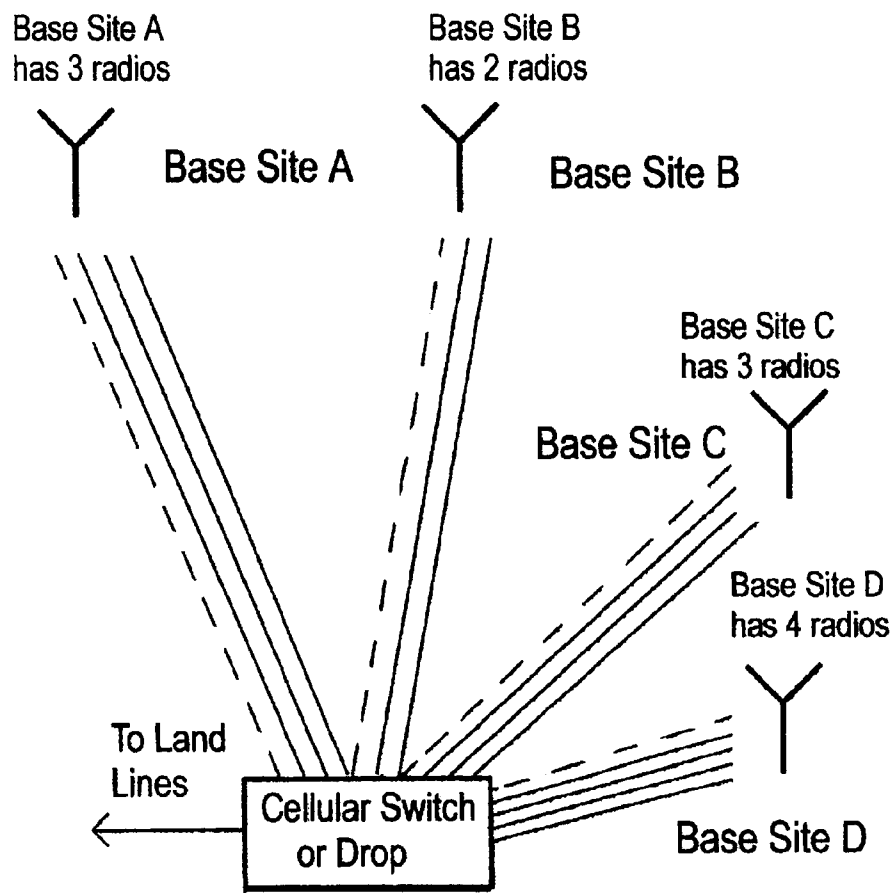 Base Site A
has 3 radios
Base Site B
has 2 radios
Base Site A
Base Site B
Base Site C
has 3 radios
Base Site C
Base Site D
has 4 radios
To Land
Lines
Cellular Switch
or Drop
Base Site D